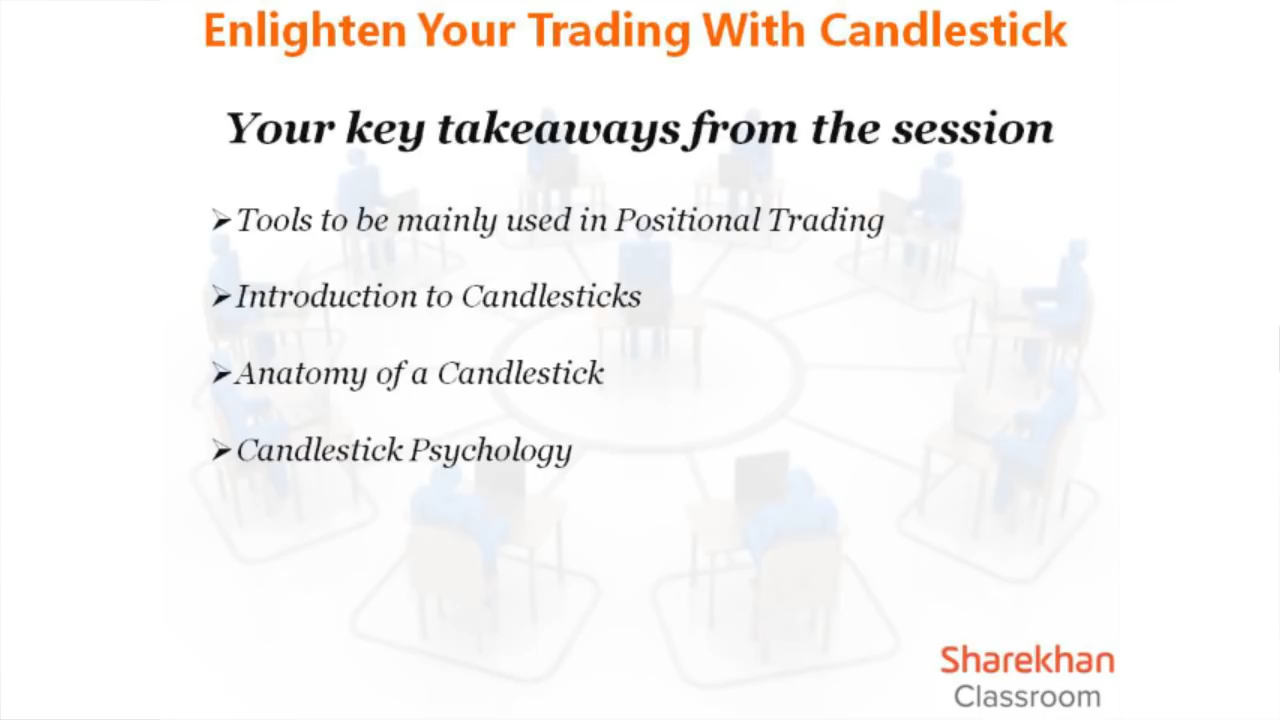 Enlighten Your Trading With Candlestick
Your key takeaways from the session
➢Tools to be mainly used in Positional Trading
➢Introduction to Candlesticks
➢Anatomy of a Candlestick
➢Candlestick Psychology
Sharekhan
Classroom